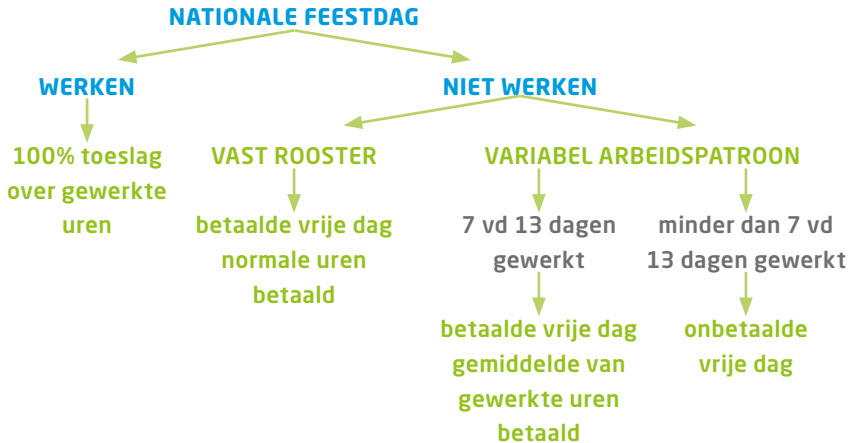 NATIONALE FEESTDAG
WERKEN
NIET WERKEN
100% toeslag
over gewerkte
uren
VAST ROOSTER
betaalde vrije dag
normale uren
betaald
VARIABEL ARBEIDSPATROON
7 vd 13 dagen
gewerkt
betaalde vrije dag
gemiddelde van
gewerkte uren
betaald
minder dan 7 vd
13 dagen gewerkt
onbetaalde
vrije dag